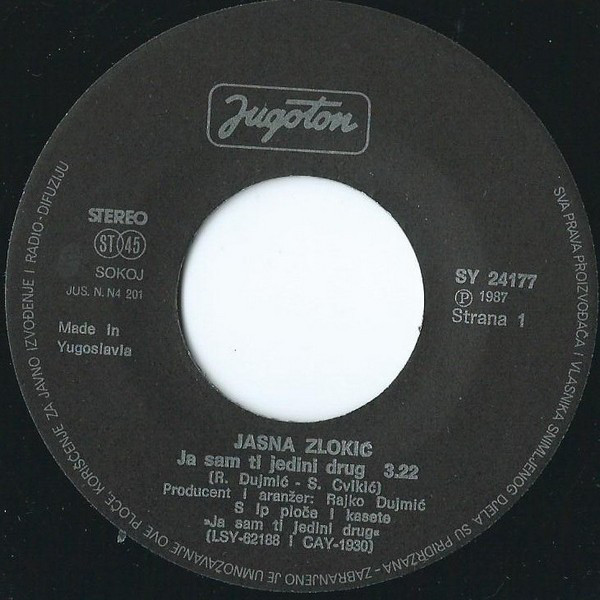 Jugoton
STEREO
ST 45
SOKOJ
JUS. N. N4 201
Made In
Yugoslavia
SY 24177
Ⓟ 1987
Strana 1
JASNA ZLOKIĆ
Ja sam ti jedini drug 3.22
(R. Dujmić - S. Cvikić)
Producent i aranžer: Rajko Dujmić
S lp ploče i kasete
»Ja sam ti jedini drug«
(LSY-62188 i CAY-1930)
SVA PRAVA PROIZVOĐAČA I VLASNIKA SNIMLJENOG DJELA SU PRIDRŽANA - ZABRANJENO JE UMNOŽAVANJE OVE PLOČE, KORIŠĆENJE ZA JAVNO IZVOĐENJE I RADIO-DIFUZIJU